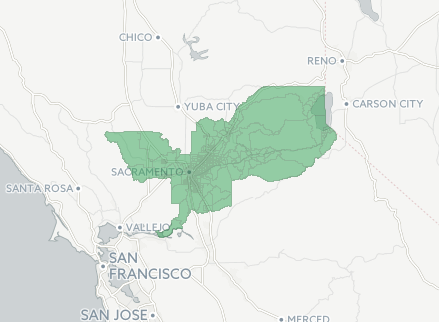 CHICO
RENO
YUBA CITY
CARSON CITY
SACRAMENTO
SANTA ROSA
VALLEJO
SAN
FRANCISCO
SAN JOSE
MERCED